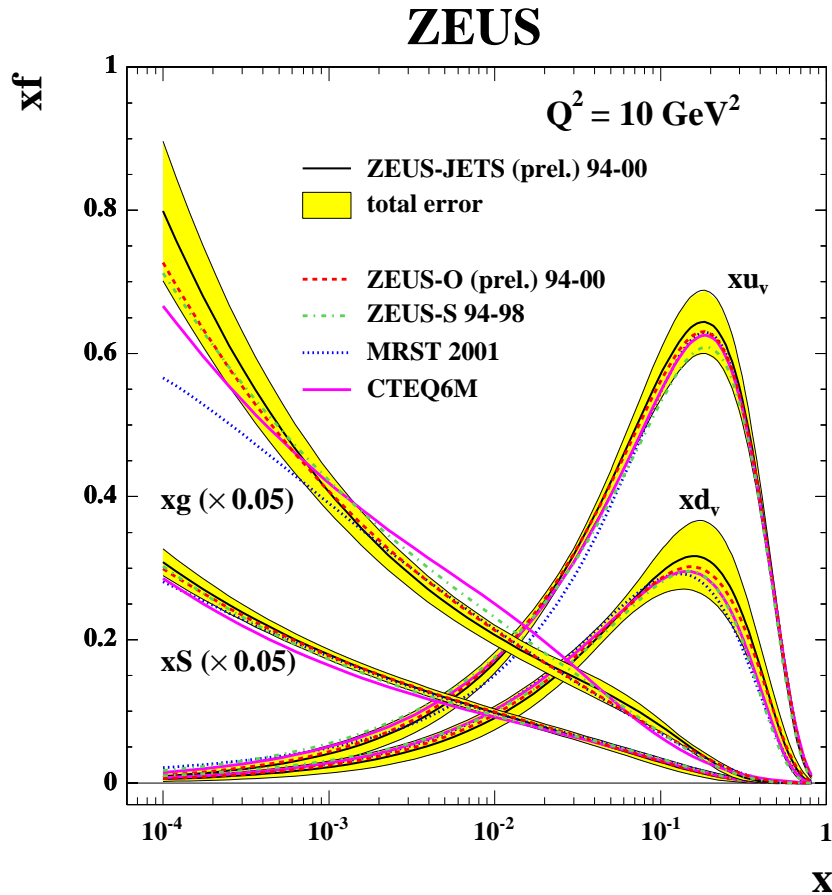 ZEUS
xf
1
Q² = 10 GeV²
ZEUS-JETS (prel.) 94-00
total error
0.8
ZEUS-O (prel.) 94-00
xuᵥ
ZEUS-S 94-98
MRST 2001
0.6
CTEQ6M
0.4
xg (× 0.05)
xdᵥ
0.2
xS (× 0.05)
0
10⁻⁴ 10⁻³ 10⁻² 10⁻¹ 1
x